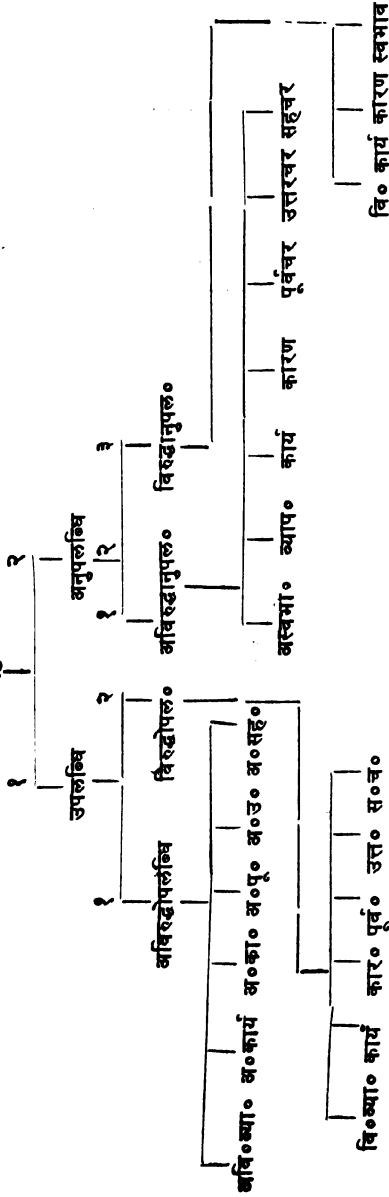 १ २
उपलब्धि अनुपलब्धि
१ २ १ २ ३
अविरुद्धोपलेब्धि विरुद्धोपल० अविरुद्धानुपल० विरुद्धानुपल०
अवि०व्या० अ०कार्य अ०का० अ०पू० अ०उ० अ०सह०
अस्वभा० व्याप० कार्य कारण पूर्वचर उत्तरचर सहचर
वि०व्या० कार्य कार० पूर्व० उत्त० स०च०
वि० कार्य कारण स्वभाव